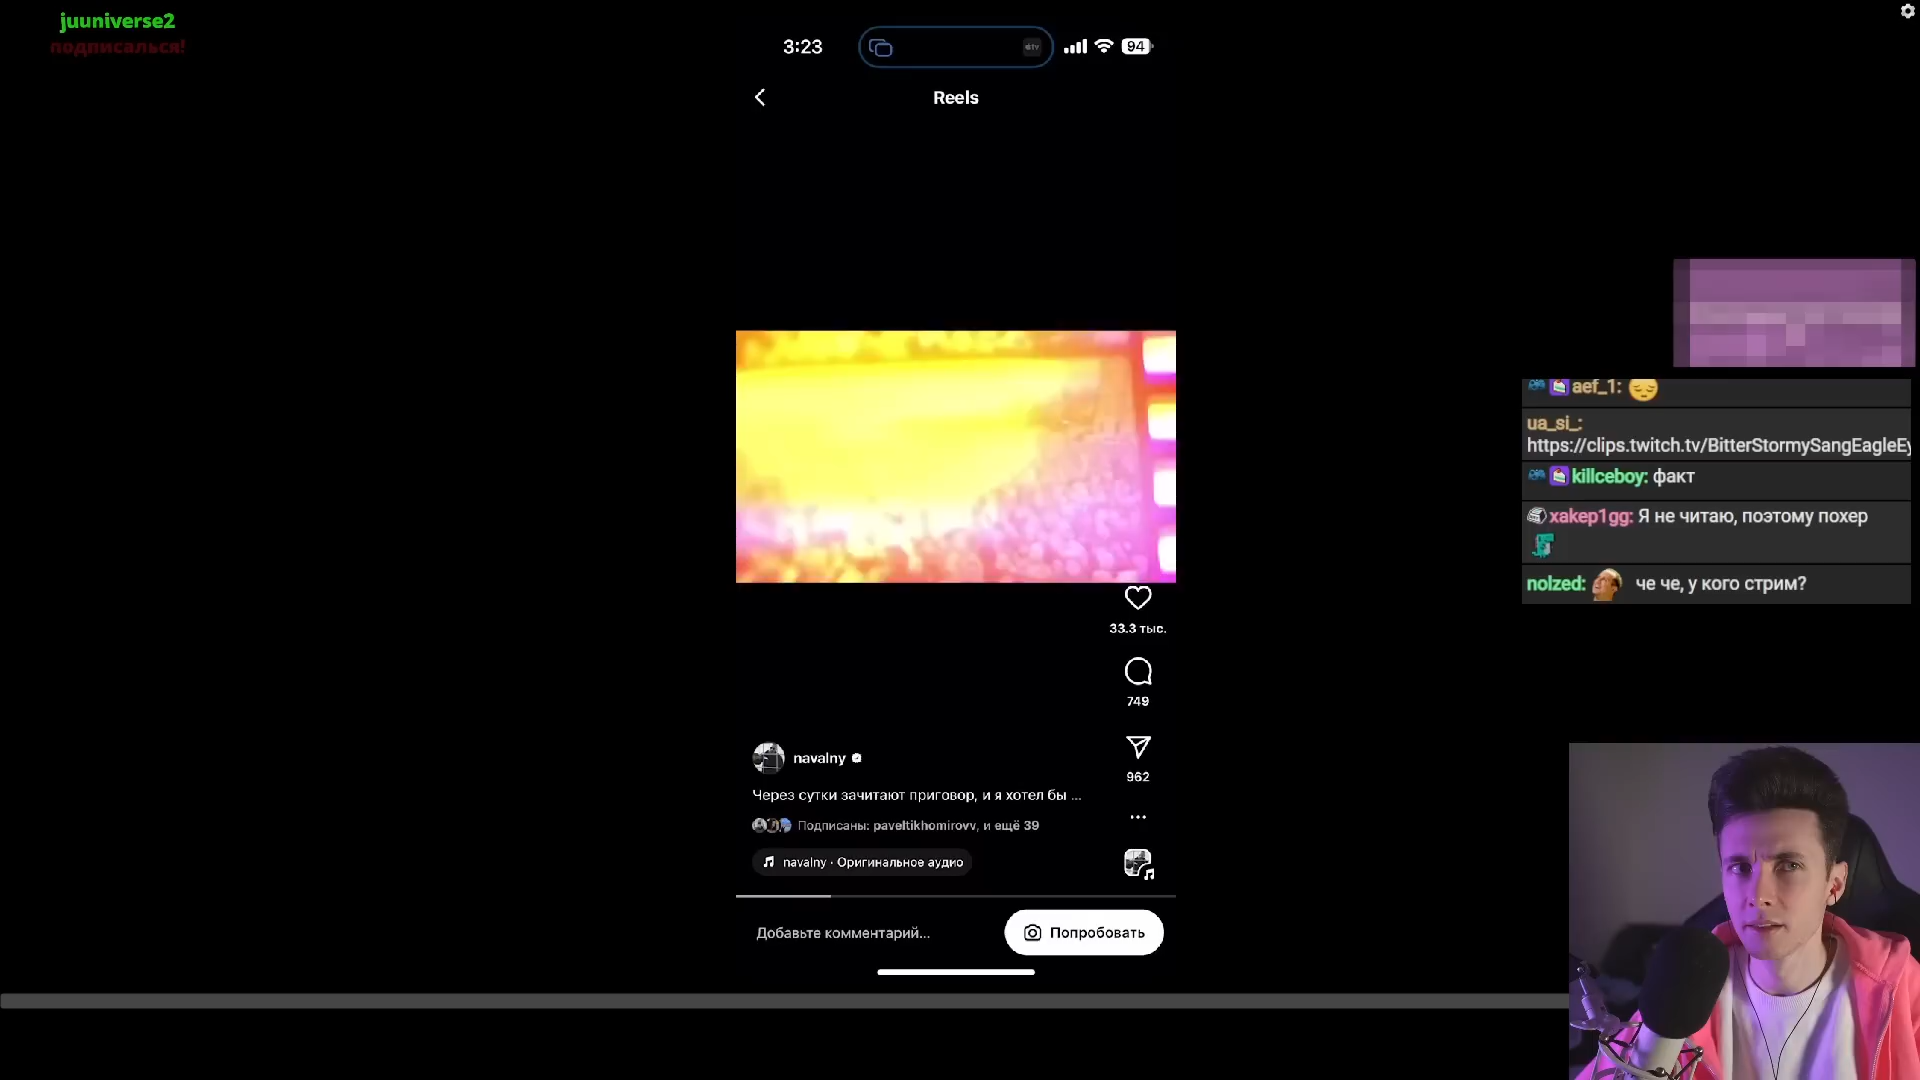 juuniverse2
подписалься!
3:23
94
Reels
33.3 тыс.
749
962
navalny
Через сутки зачитают приговор, и я хотел бы ...
Подписаны: paveltikhomirovv, и ещё 39
navalny · Оригинальное аудио
Добавьте комментарий...
Попробовать
aef_1:
ua_si_:
https://clips.twitch.tv/BitterStormySangEagleEy
killceboy: факт
xakep1gg: Я не читаю, поэтому похер
nolzed: че че, у кого стрим?